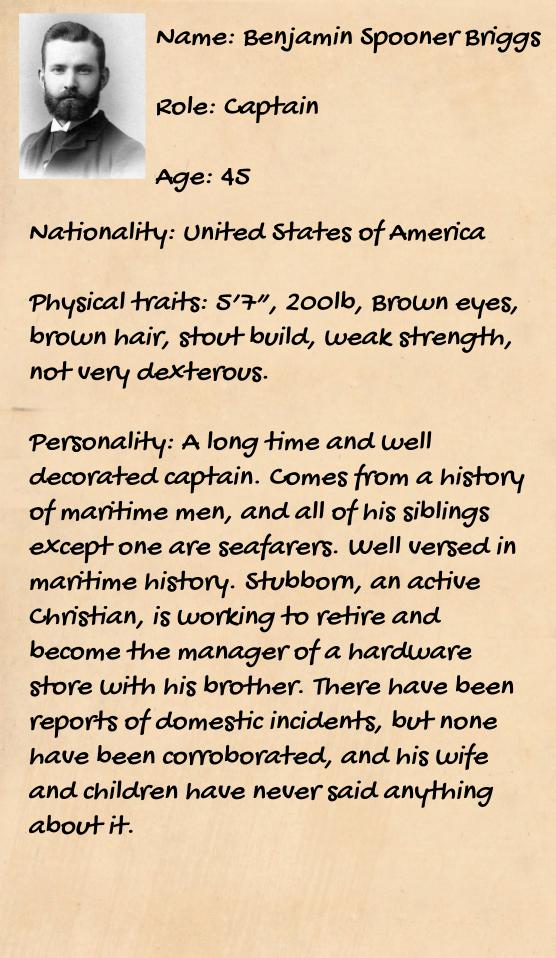 Name: Benjamin Spooner Briggs
Role: Captain
Age: 45
Nationality: United States of America
Physical traits: 5'7", 200lb, Brown eyes,
brown hair, stout build, weak strength,
not very dexterous.
Personality: A long time and well
decorated captain. Comes from a history
of maritime men, and all of his siblings
except one are seafarers. Well versed in
maritime history. Stubborn, an active
Christian, is working to retire and
become the manager of a hardware
store with his brother. There have been
reports of domestic incidents, but none
have been corroborated, and his wife
and children have never said anything
about it.